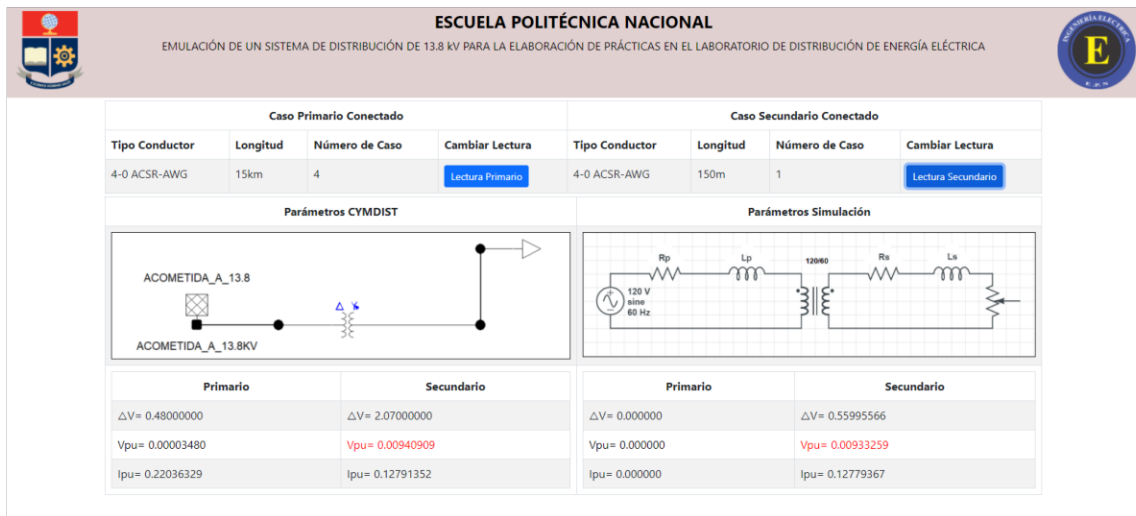 ESCUELA POLITÉCNICA NACIONAL
EMULACIÓN DE UN SISTEMA DE DISTRIBUCIÓN DE 13.8 kV PARA LA ELABORACIÓN DE PRÁCTICAS EN EL LABORATORIO DE DISTRIBUCIÓN DE ENERGÍA ELÉCTRICA
INGENIERÍA ELÉCTRICA
E
E.P.N
Caso Primario Conectado
Caso Secundario Conectado
Tipo Conductor Longitud Número de Caso Cambiar Lectura Tipo Conductor Longitud Número de Caso Cambiar Lectura
4-0 ACSR-AWG 15km 4 Lectura Primario 4-0 ACSR-AWG 150m 1 Lectura Secundario
Parámetros CYMDIST
Parámetros Simulación
ACOMETIDA_A_13.8
ACOMETIDA_A_13.8KV
Rp Lp 120/60 Rs Ls
120 V
sine
60 Hz
Primario Secundario Primario Secundario
△V= 0.48000000 △V= 2.07000000 △V= 0.000000 △V= 0.55995566
Vpu= 0.00003480 Vpu= 0.00940909 Vpu= 0.000000 Vpu= 0.00933259
Ipu= 0.22036329 Ipu= 0.12791352 Ipu= 0.000000 Ipu= 0.12779367